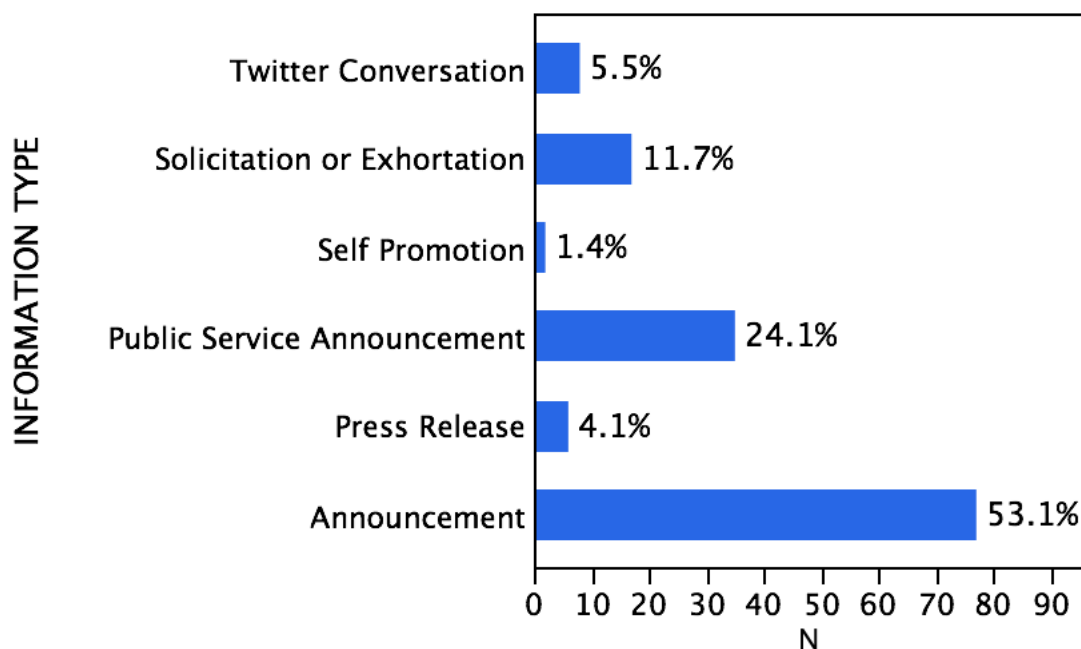 INFORMATION TYPE
Twitter Conversation 5.5%
Solicitation or Exhortation 11.7%
Self Promotion 1.4%
Public Service Announcement 24.1%
Press Release 4.1%
Announcement 53.1%
0 10 20 30 40 50 60 70 80 90
N